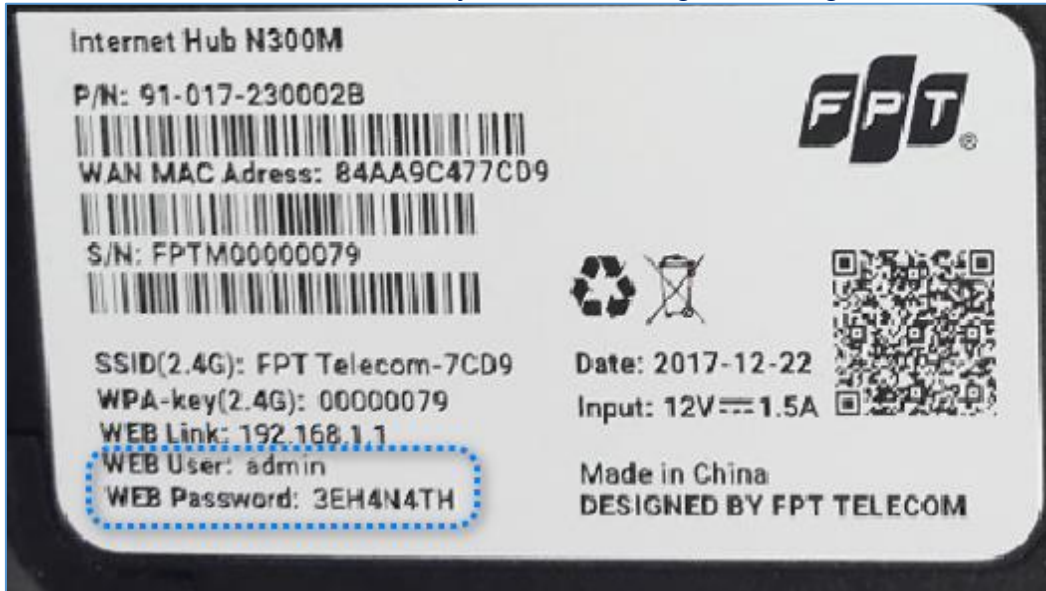 Internet Hub N300M
FPT®
P/N: 91-017-230002B
WAN MAC Adress: 84AA9C477CD9
S/N: FPTM00000079
SSID(2.4G): FPT Telecom-7CD9
WPA-key(2.4G): 00000079
WEB Link: 192.168.1.1
WEB User: admin
WEB Password: 3EH4N4TH
Date: 2017-12-22
Input: 12V⎓1.5A
Made in China
DESIGNED BY FPT TELECOM